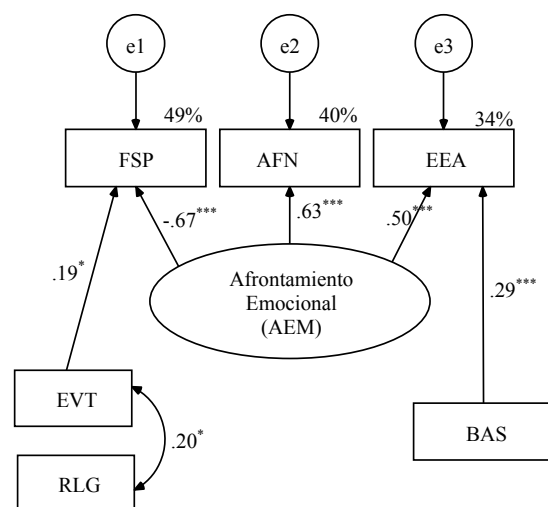 e1
e2
e3
49%
40%
34%
FSP
AFN
EEA
-.67***
.63***
.50***
.19*
Afrontamiento
Emocional
(AEM)
.29***
EVT
BAS
.20*
RLG